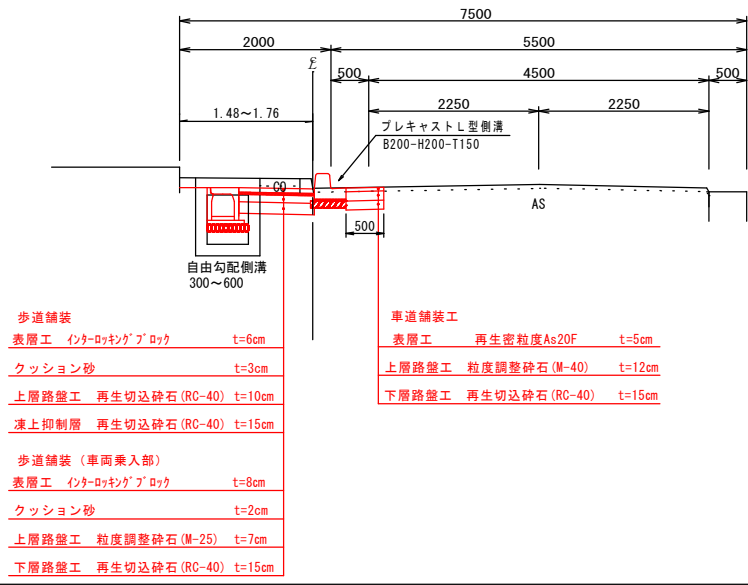 7500
2000
5500
500
4500
500
2250
2250
1.48～1.76
プレキャストL型側溝
B200-H200-T150
CO
AS
500
自由勾配側溝
300～600
歩道舗装
表層工 インターロッキングブロック t=6cm
クッション砂 t=3cm
上層路盤工 再生切込砕石(RC-40) t=10cm
凍上抑制層 再生切込砕石(RC-40) t=15cm
歩道舗装（車両乗入部）
表層工 インターロッキングブロック t=8cm
クッション砂 t=2cm
上層路盤工 粒度調整砕石(M-25) t=7cm
下層路盤工 再生切込砕石(RC-40) t=15cm
車道舗装工
表層工 再生密粒度As20F t=5cm
上層路盤工 粒度調整砕石(M-40) t=12cm
下層路盤工 再生切込砕石(RC-40) t=15cm